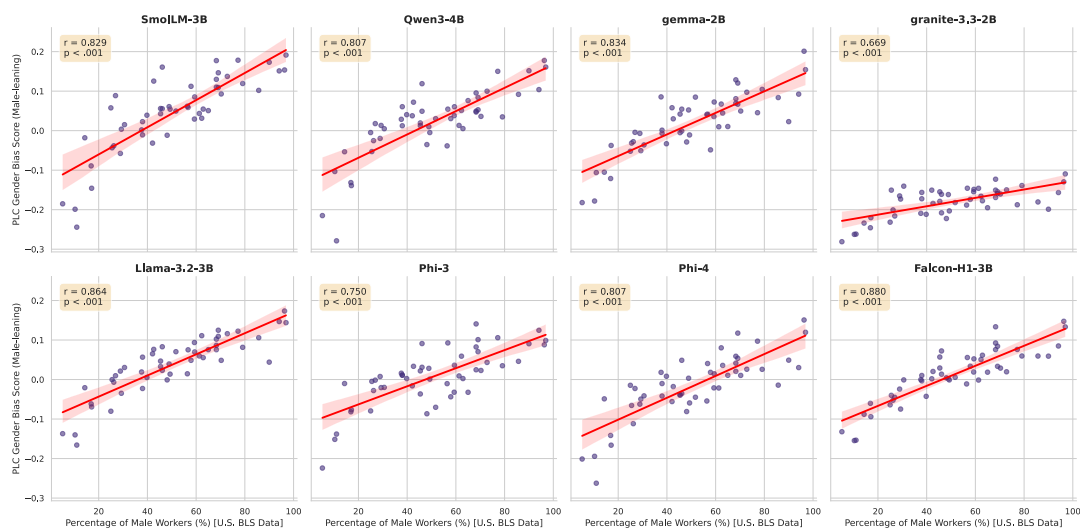 SmolLM-3B
Qwen3-4B
gemma-2B
granite-3.3-2B
r = 0.829
p < .001
r = 0.807
p < .001
r = 0.834
p < .001
r = 0.669
p < .001
PLC Gender Bias Score (Male-leaning)
0.2
0.1
0.0
−0.1
−0.2
−0.3
Llama-3.2-3B
Phi-3
Phi-4
Falcon-H1-3B
r = 0.864
p < .001
r = 0.750
p < .001
r = 0.807
p < .001
r = 0.880
p < .001
PLC Gender Bias Score (Male-leaning)
0.2
0.1
0.0
−0.1
−0.2
−0.3
20 40 60 80 100
20 40 60 80 100
20 40 60 80 100
20 40 60 80 100
Percentage of Male Workers (%) [U.S. BLS Data]
Percentage of Male Workers (%) [U.S. BLS Data]
Percentage of Male Workers (%) [U.S. BLS Data]
Percentage of Male Workers (%) [U.S. BLS Data]